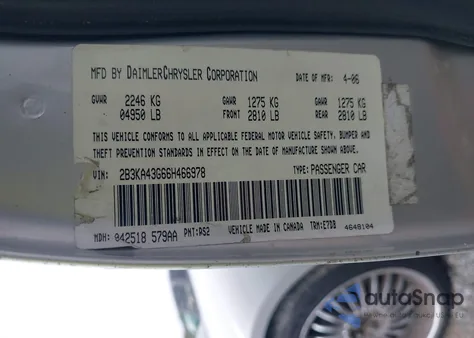 MFD BY DAIMLERCHRYSLER CORPORATION DATE OF MFR: 4-06
GVWR 2246 KG GAWR 1275 KG GAWR 1275 KG
04950 LB FRONT 2810 LB REAR 2810 LB
THIS VEHICLE CONFORMS TO ALL APPLICABLE FEDERAL MOTOR VEHICLE SAFETY, BUMPER AND
THEFT PREVENTION STANDARDS IN EFFECT ON THE DATE OF MANUFACTURE SHOWN ABOVE.
VIN: 2B3KA43G66H466978 TYPE: PASSENGER CAR
MDH: 042518 579AA PNT: RS2 VEHICLE MADE IN CANADA TRM: E7DB 4648104
autoSnap